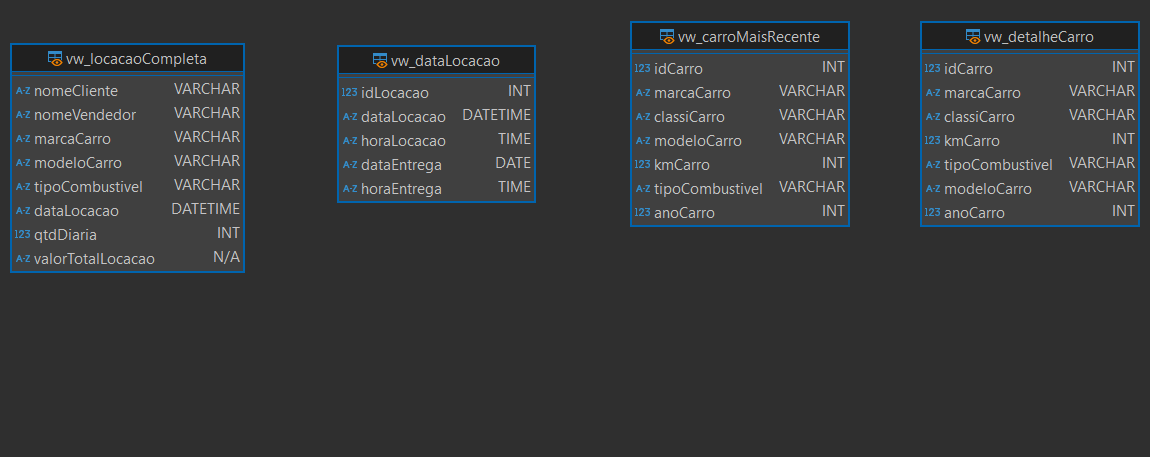 vw_locacaoCompleta
A-Z nomeCliente VARCHAR
A-Z nomeVendedor VARCHAR
A-Z marcaCarro VARCHAR
A-Z modeloCarro VARCHAR
A-Z tipoCombustivel VARCHAR
A-Z dataLocacao DATETIME
123 qtdDiaria INT
A-Z valorTotalLocacao N/A
vw_dataLocacao
123 idLocacao INT
A-Z dataLocacao DATETIME
A-Z horaLocacao TIME
A-Z dataEntrega DATE
A-Z horaEntrega TIME
vw_carroMaisRecente
123 idCarro INT
A-Z marcaCarro VARCHAR
A-Z classiCarro VARCHAR
A-Z modeloCarro VARCHAR
123 kmCarro INT
A-Z tipoCombustivel VARCHAR
123 anoCarro INT
vw_detalheCarro
123 idCarro INT
A-Z marcaCarro VARCHAR
A-Z classiCarro VARCHAR
123 kmCarro INT
A-Z tipoCombustivel VARCHAR
A-Z modeloCarro VARCHAR
123 anoCarro INT